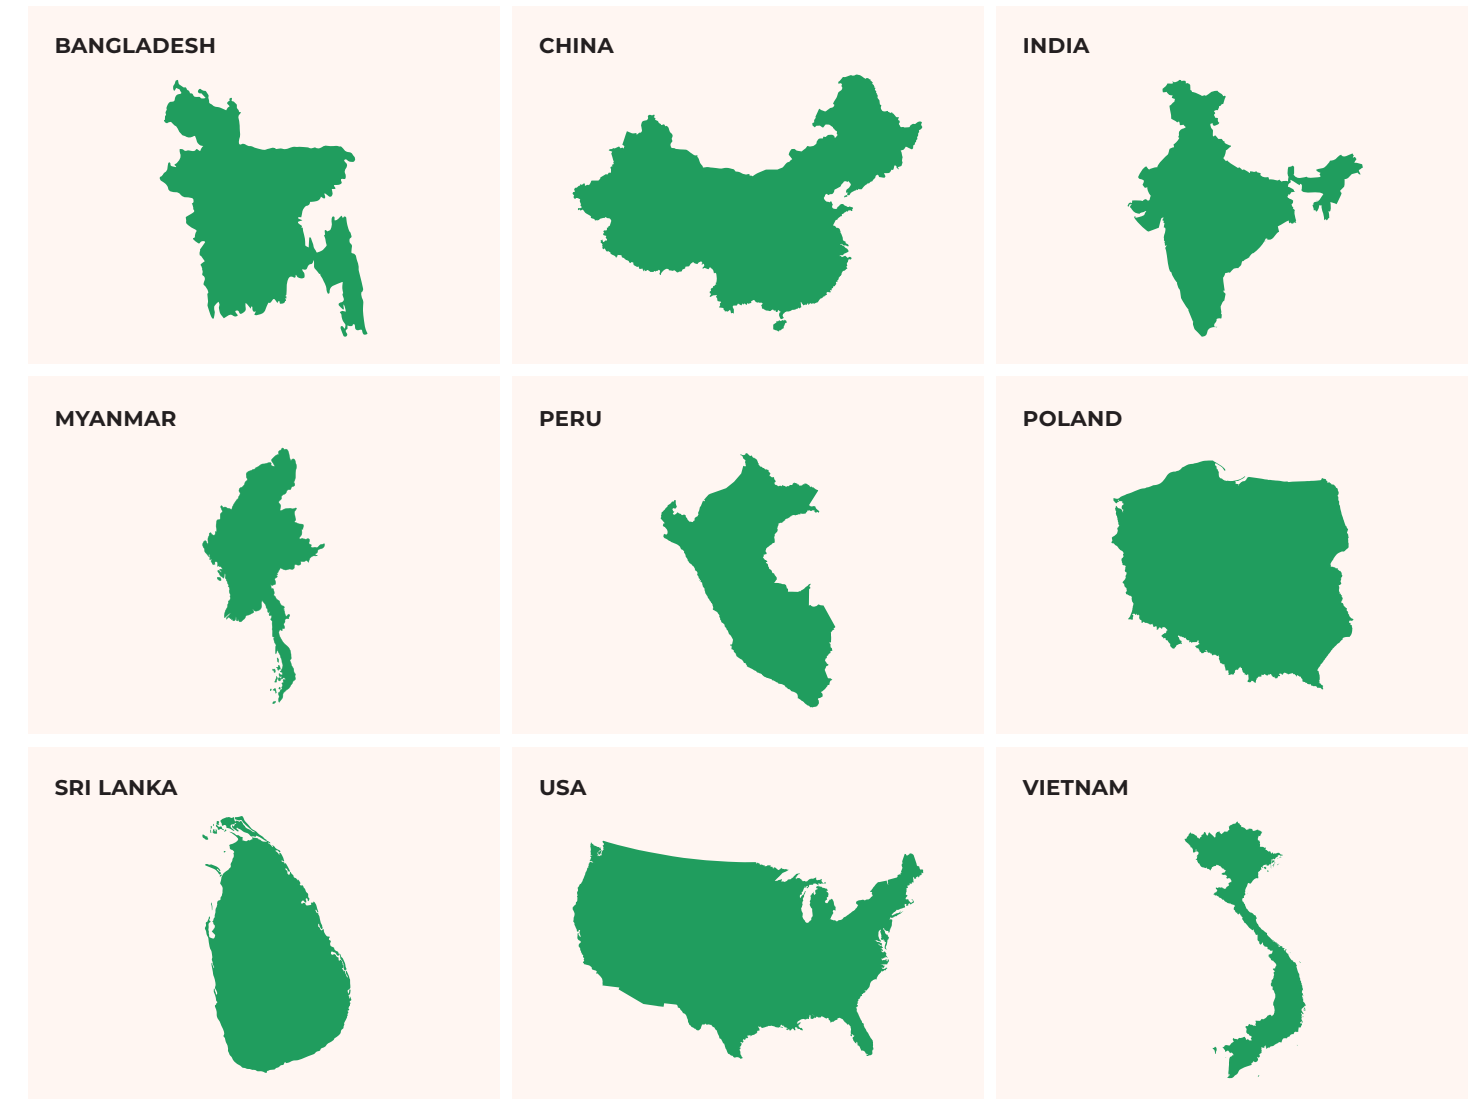 BANGLADESH
CHINA
INDIA
MYANMAR
PERU
POLAND
SRI LANKA
USA
VIETNAM